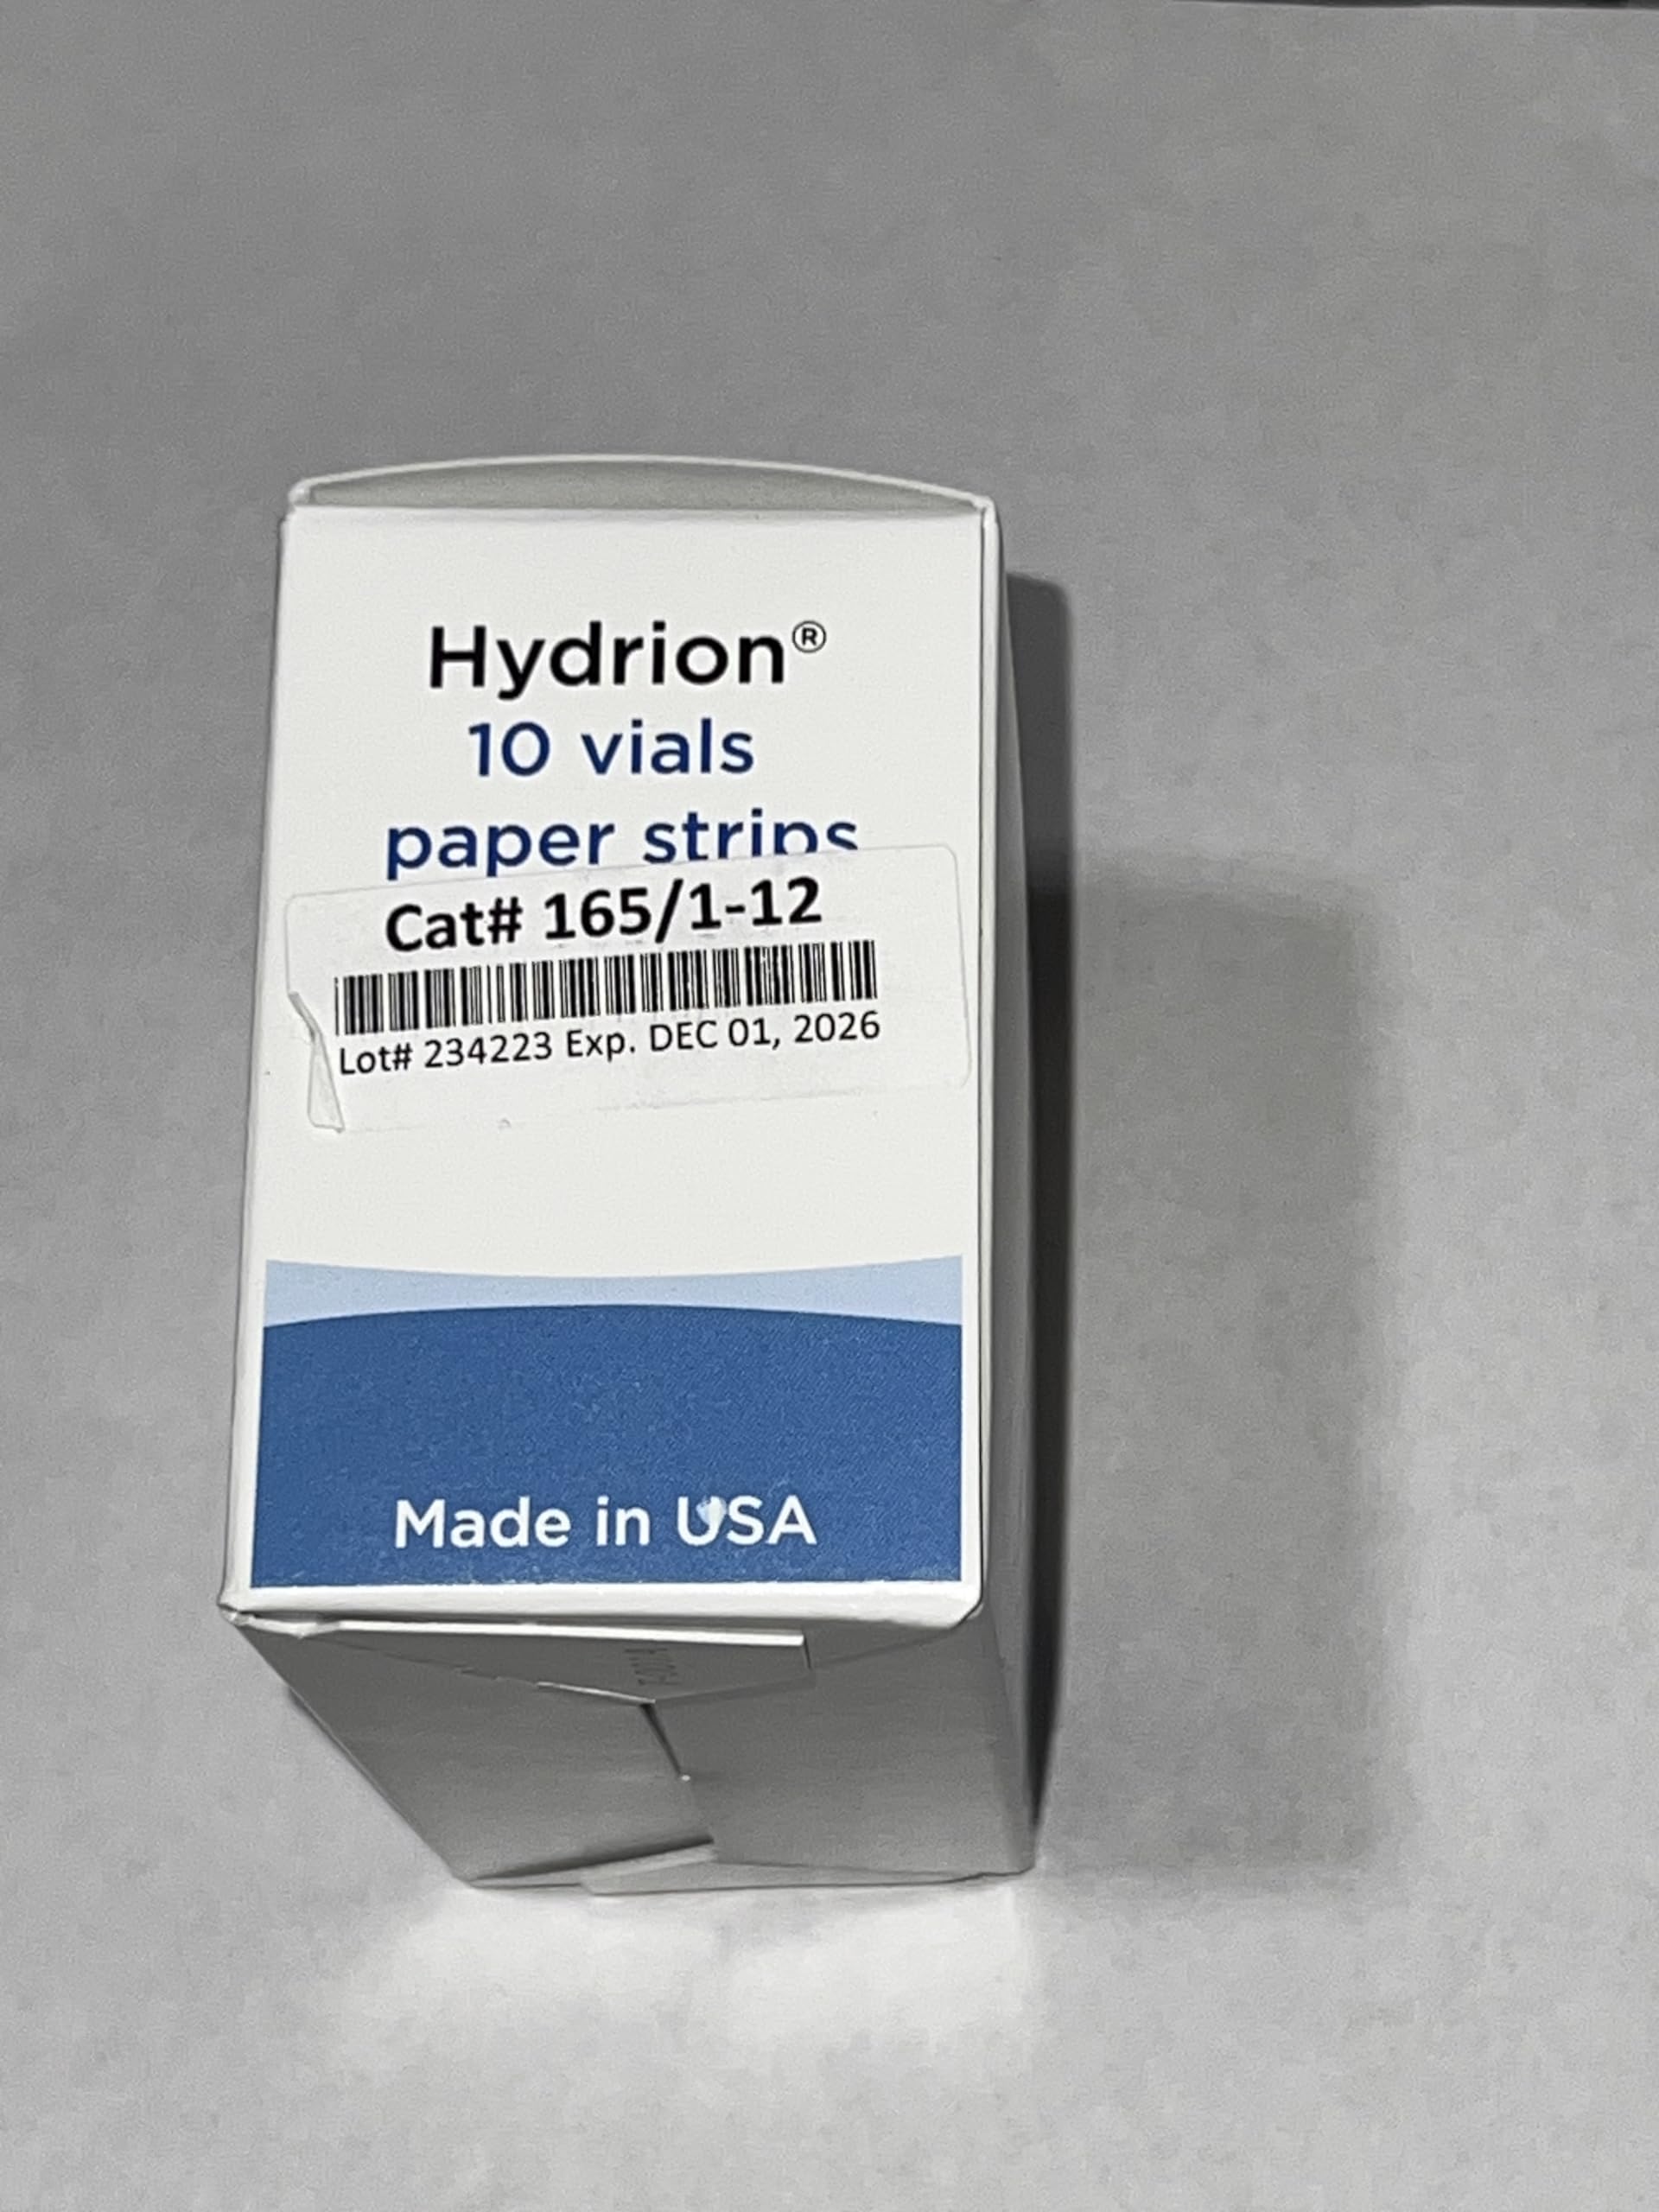 Hydrion®
10 vials
paper strips
Cat# 165/1-12
Lot# 234223 Exp. DEC 01, 2026
Made in USA